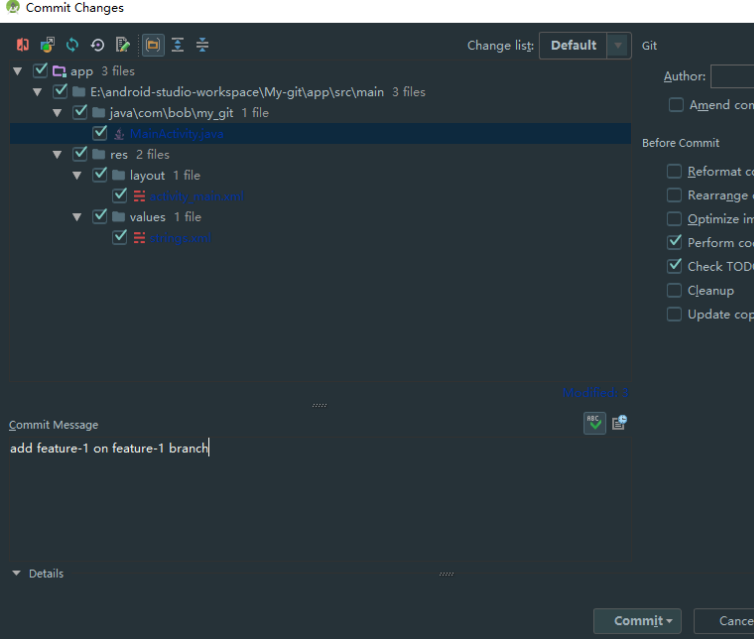 Commit Changes
Change list: Default Git
app 3 files
Author:
E:\android-studio-workspace\My-git\app\src\main 3 files
Amend com
java\com\bob\my_git 1 file
MainActivity.java
Before Commit
res 2 files
layout 1 file
Reformat co
activity_main.xml
Rearrange
values 1 file
Optimize im
strings.xml
Perform cod
Check TODO
Cleanup
Update cop
Modified: 3
Commit Message
ABC
add feature-1 on feature-1 branch
Details
Commit Cance